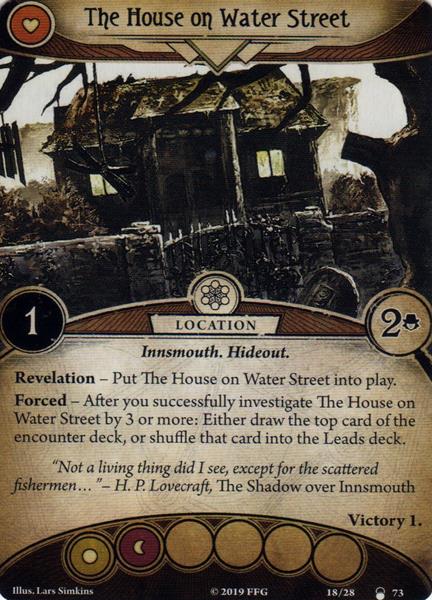 The House on Water Street
1
LOCATION
2
Innsmouth. Hideout.
Revelation – Put The House on Water Street into play.
Forced – After you successfully investigate The House on
Water Street by 3 or more: Either draw the top card of the
encounter deck, or shuffle that card into the Leads deck.
“Not a living thing did I see, except for the scattered
fishermen…” – H. P. Lovecraft, The Shadow over Innsmouth
Victory 1.
Illus. Lars Simkins
© 2019 FFG
18/28
73